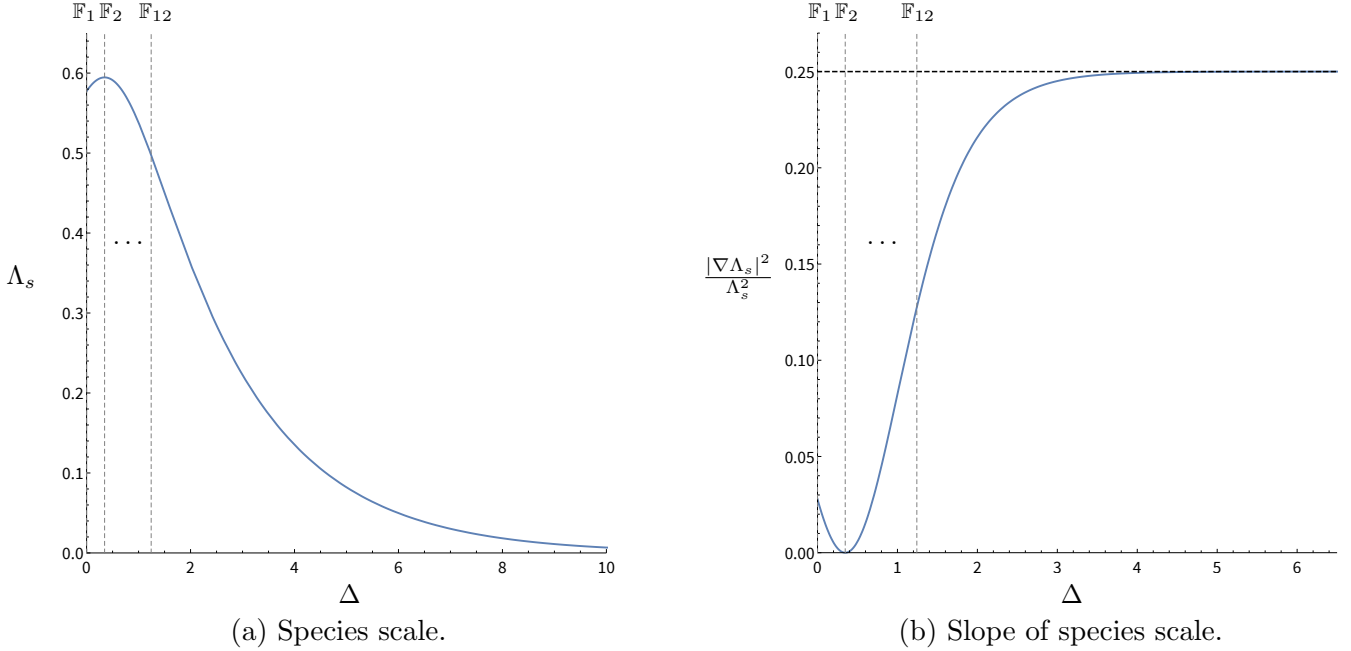 𝔽₁ 𝔽₂ 𝔽₁₂
0.6
0.5
0.4
0.3
0.2
0.1
0.0
Λₛ
. . .
0 2 4 6 8 10
Δ
(a) Species scale.
𝔽₁ 𝔽₂ 𝔽₁₂
0.25
0.20
0.15
0.10
0.05
0.00
|∇Λₛ|²
Λₛ²
. . .
0 1 2 3 4 5 6
Δ
(b) Slope of species scale.